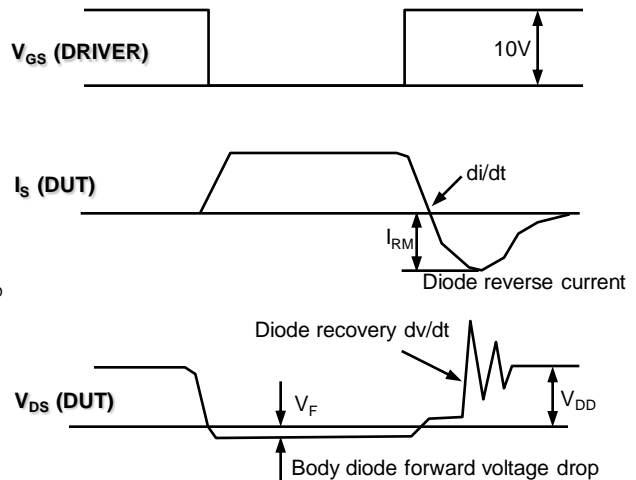 V_GS (DRIVER)
10V
I_S (DUT)
di/dt
I_RM
Diode reverse current
Diode recovery dv/dt
V_DS (DUT)
V_F
V_DD
Body diode forward voltage drop